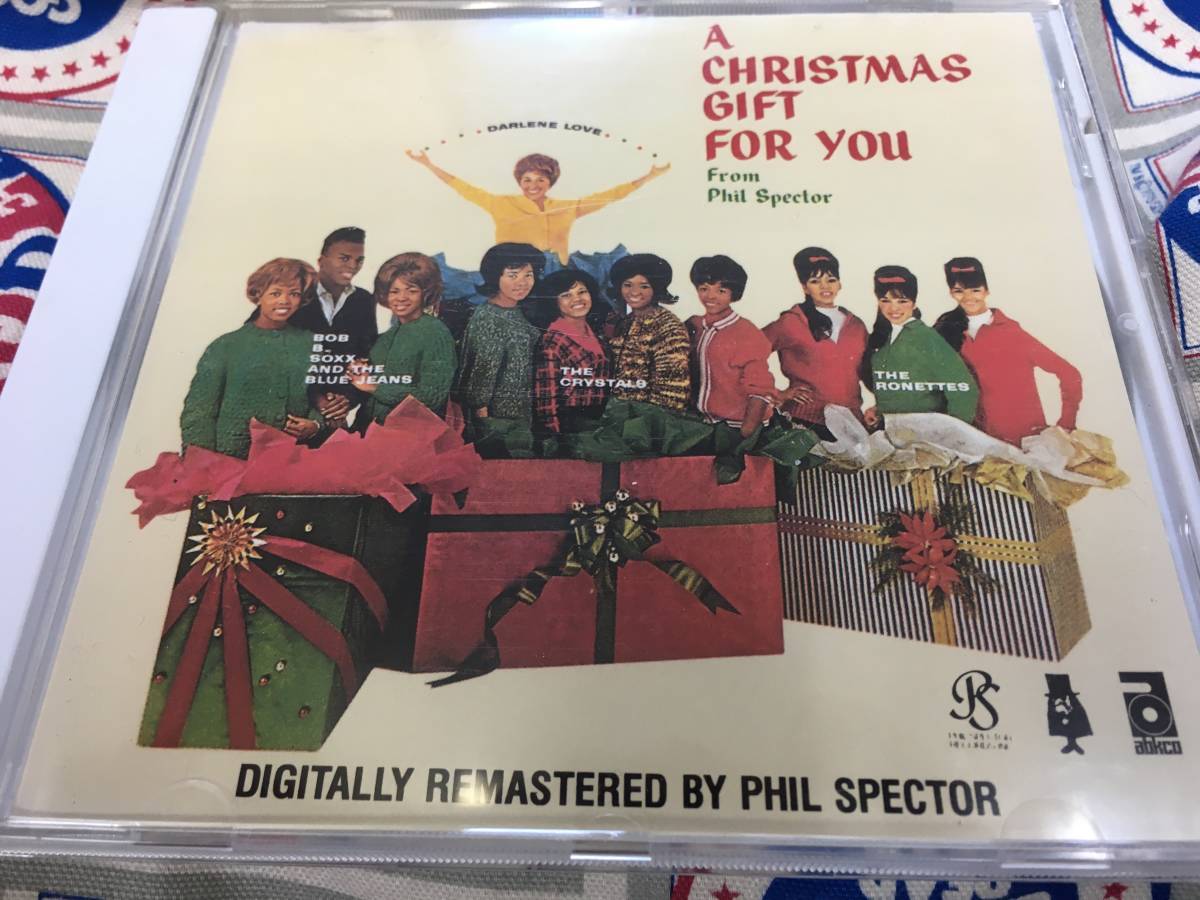 A
CHRISTMAS
GIFT
FOR YOU
From
Phil Spector
DARLENE LOVE
BOB
B.
SOXX
AND THE
BLUE JEANS
THE
CRYSTALS
THE
RONETTES
PS
abkco
DIGITALLY REMASTERED BY PHIL SPECTOR